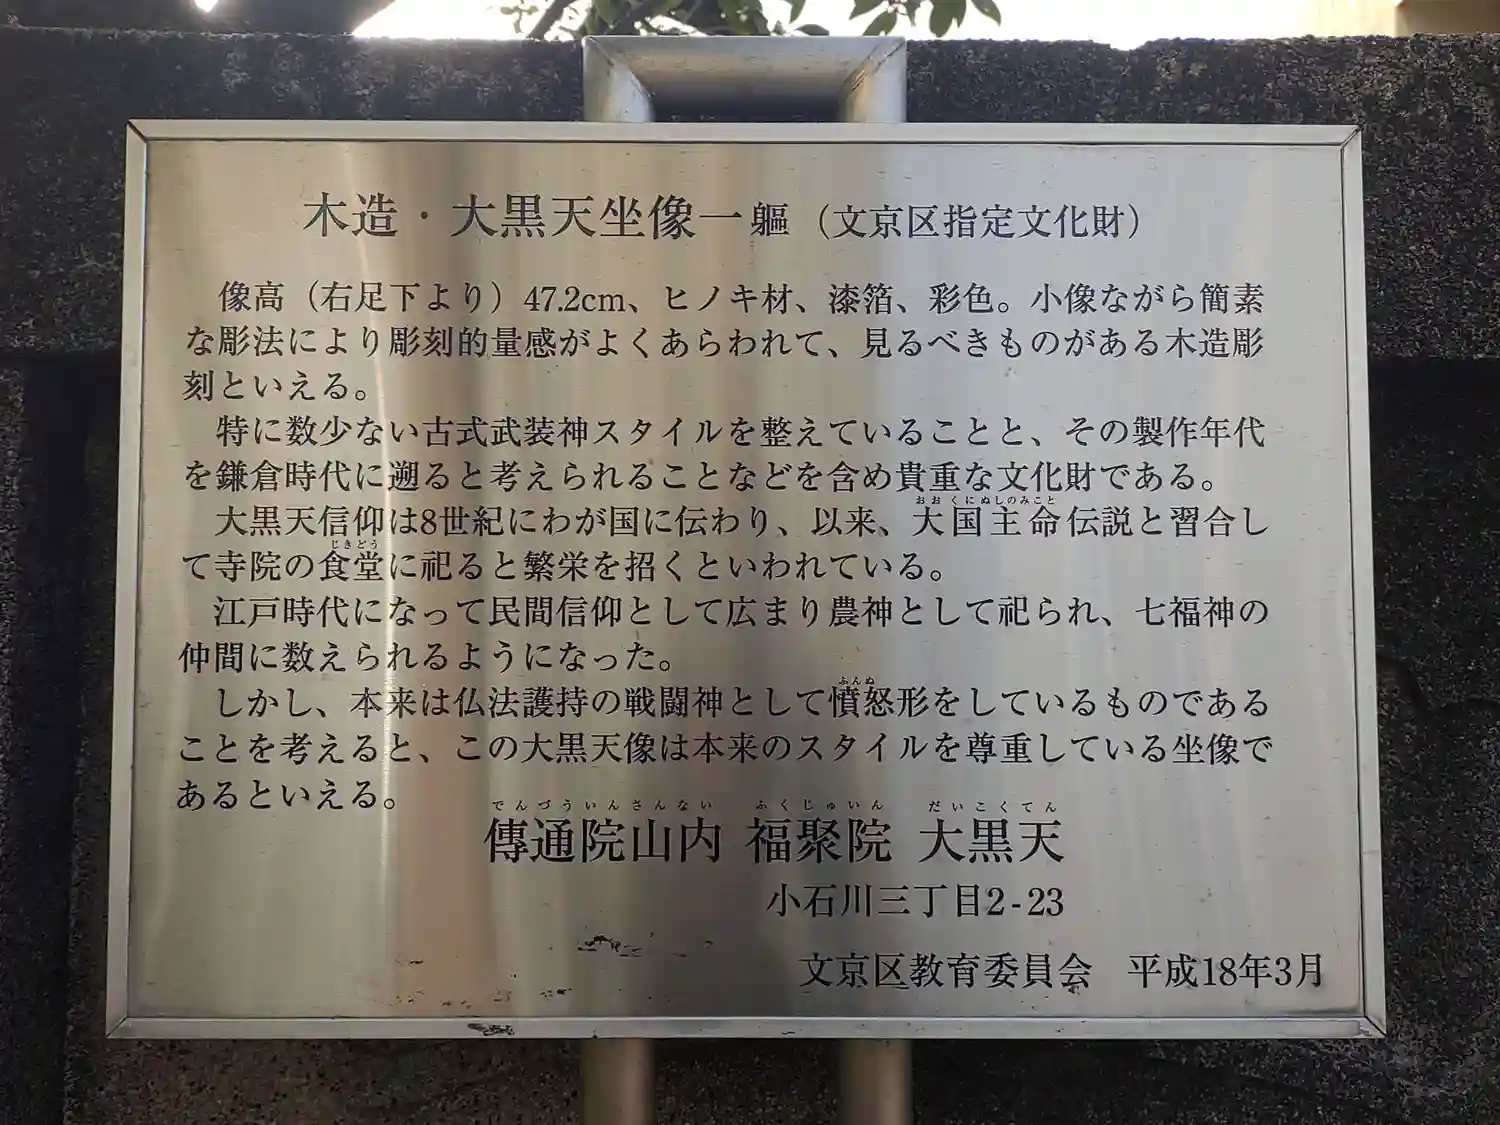 木造・大黒天坐像一軀（文京区指定文化財）
像高（右足下より）47.2cm、ヒノキ材、漆箔、彩色。小像ながら簡素
な彫法により彫刻的量感がよくあらわれて、見るべきものがある木造彫
刻といえる。
特に数少ない古式武装神スタイルを整えていることと、その製作年代
を鎌倉時代に遡ると考えられることなどを含め貴重な文化財である。
おおくにぬしのみこと
大黒天信仰は8世紀にわが国に伝わり、以来、大国主命伝説と習合し
じきどう
て寺院の食堂に祀ると繁栄を招くといわれている。
江戸時代になって民間信仰として広まり農神として祀られ、七福神の
仲間に数えられるようになった。
ふんぬ
しかし、本来は仏法護持の戦闘神として憤怒形をしているものである
ことを考えると、この大黒天像は本来のスタイルを尊重している坐像で
あるといえる。
でんづういんさんない ふくじゅいん だいこくてん
傳通院山内 福聚院 大黒天
小石川三丁目2-23
文京区教育委員会 平成18年3月